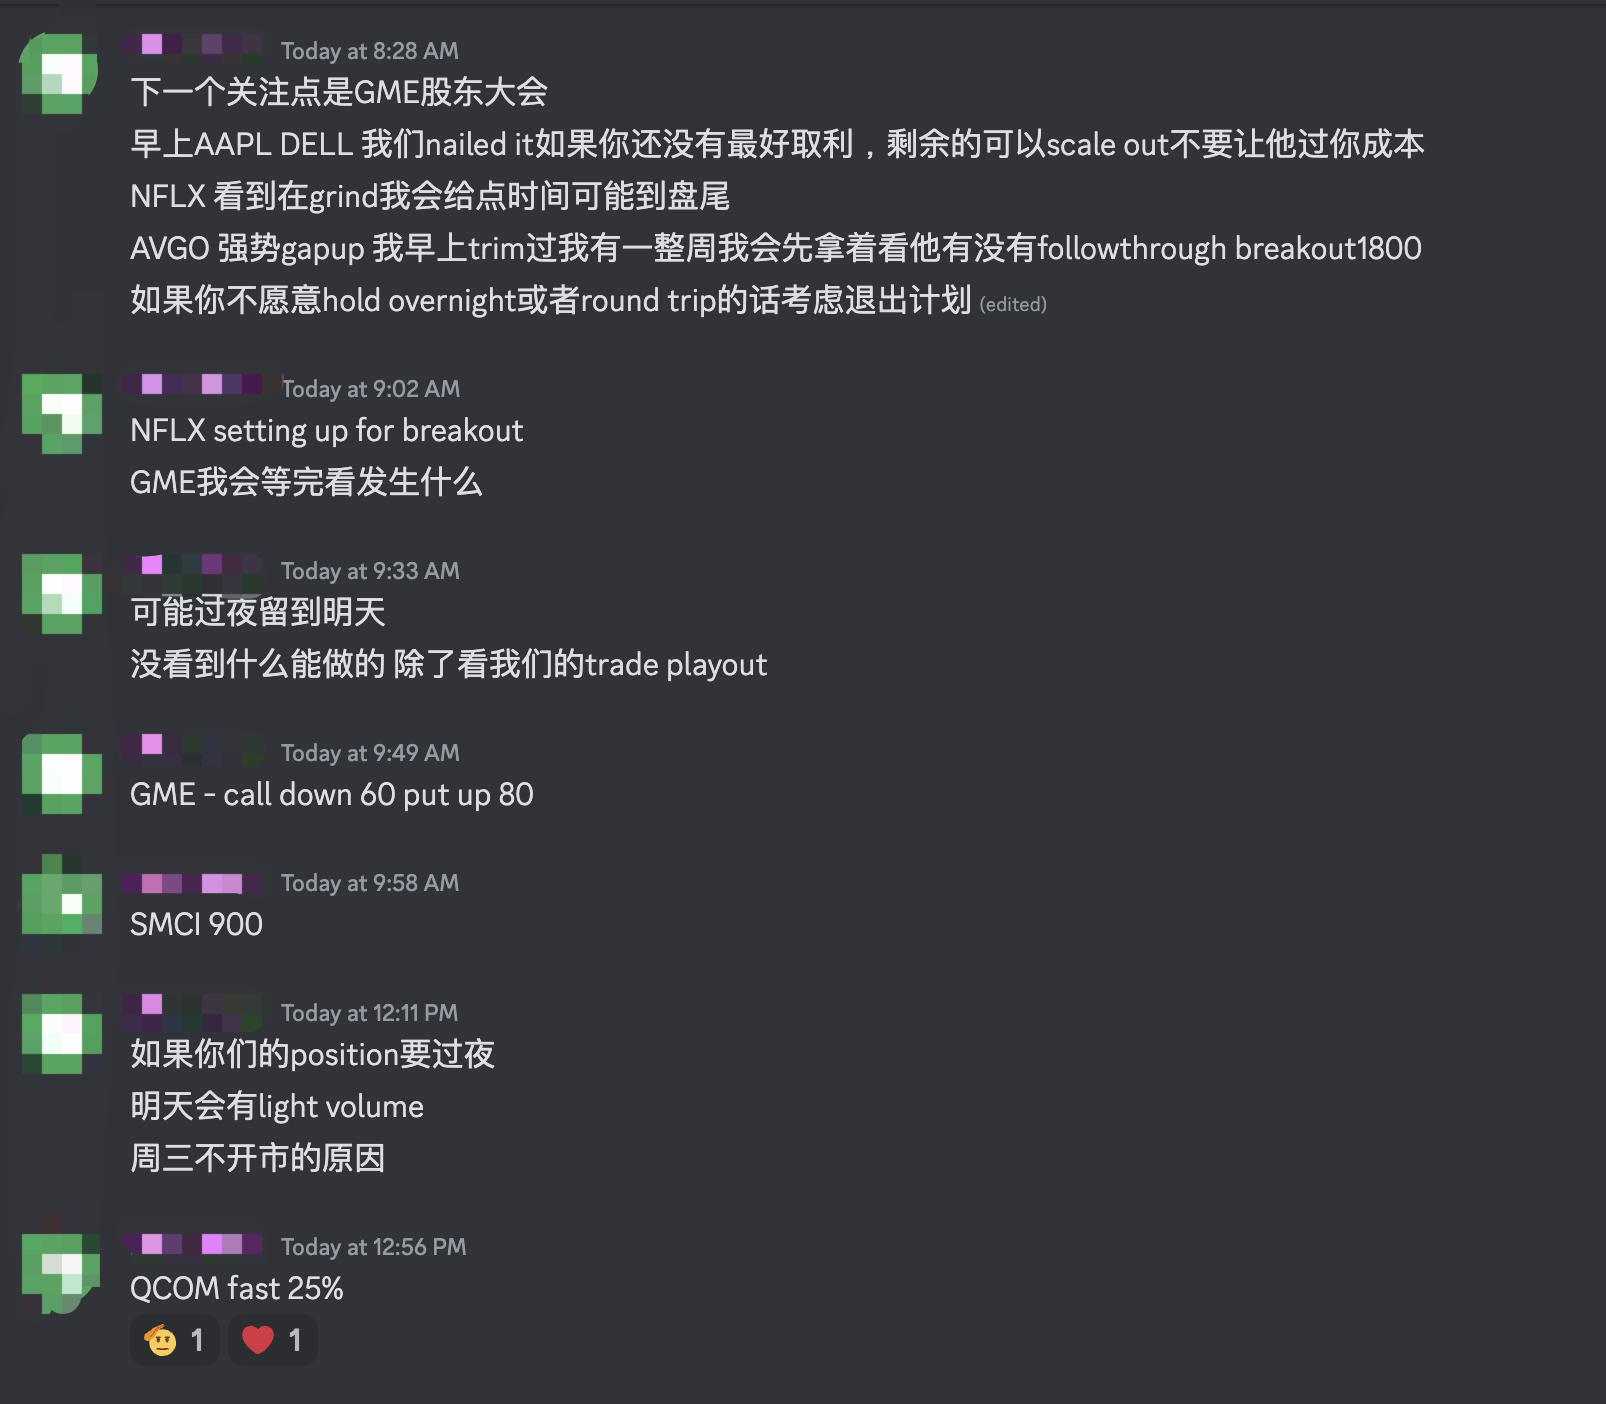 Today at 8:28 AM
下一个关注点是GME股东大会
早上AAPL DELL 我们nailed it如果你还没有最好取利，剩余的可以scale out不要让他过你成本
NFLX 看到在grind我会给点时间可能到盘尾
AVGO 强势gapup 我早上trim过我有一整周我会先拿着看他有没有followthrough breakout1800
如果你不愿意hold overnight或者round trip的话考虑退出计划 (edited)
Today at 9:02 AM
NFLX setting up for breakout
GME我会等完看发生什么
Today at 9:33 AM
可能过夜留到明天
没看到什么能做的 除了看我们的trade playout
Today at 9:49 AM
GME - call down 60 put up 80
Today at 9:58 AM
SMCI 900
Today at 12:11 PM
如果你们的position要过夜
明天会有light volume
周三不开市的原因
Today at 12:56 PM
QCOM fast 25%
1 1